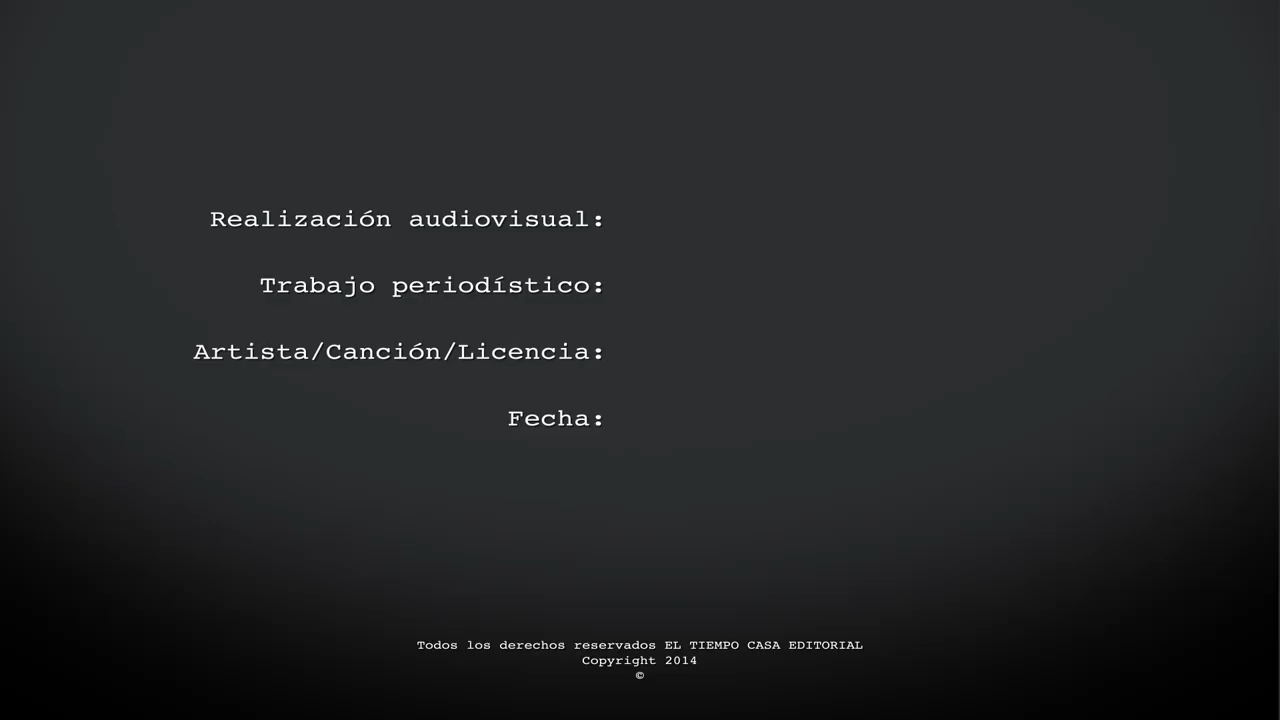 Realización audiovisual:
Trabajo periodístico:
Artista/Canción/Licencia:
Fecha:
Todos los derechos reservados EL TIEMPO CASA EDITORIAL
Copyright 2014
©